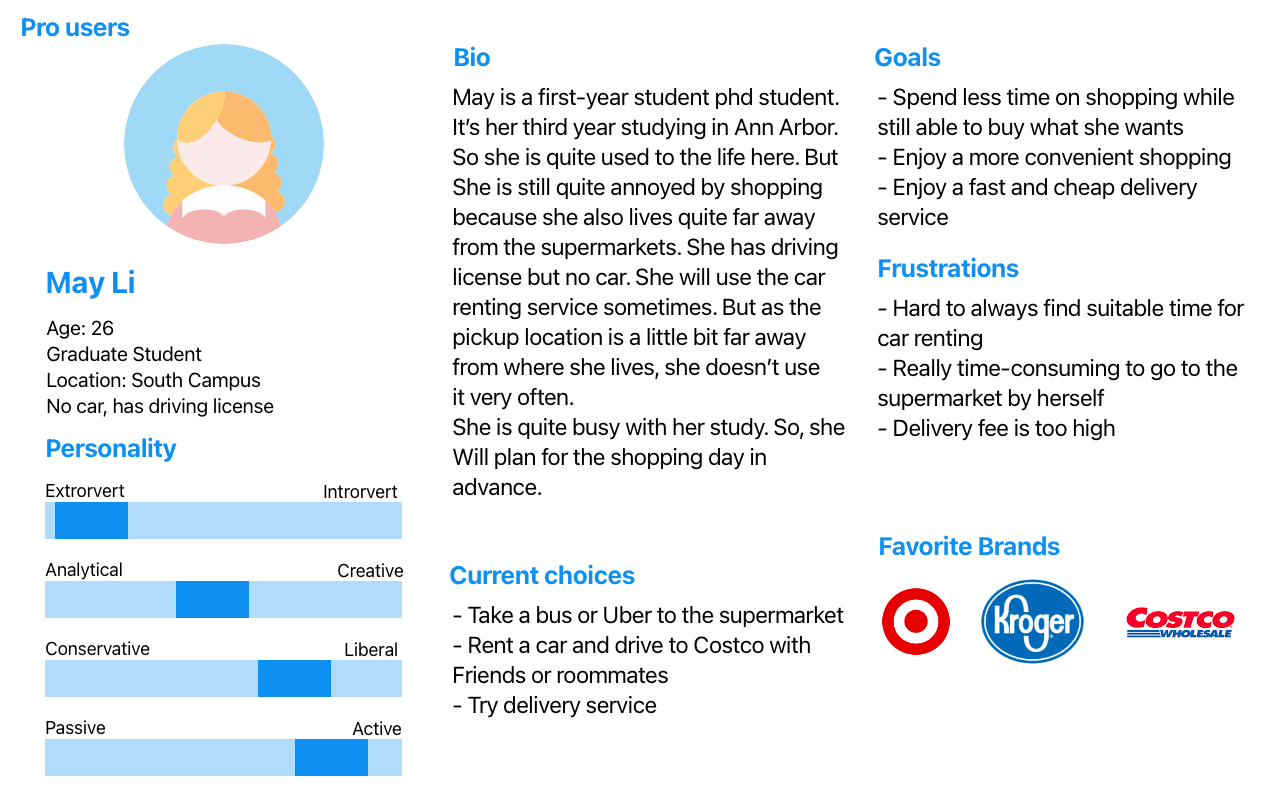 Pro users
May Li
Age: 26
Graduate Student
Location: South Campus
No car, has driving license
Personality
Extrorvert Introrvert
Analytical Creative
Conservative Liberal
Passive Active
Bio
May is a first-year student phd student.
It’s her third year studying in Ann Arbor.
So she is quite used to the life here. But
She is still quite annoyed by shopping
because she also lives quite far away
from the supermarkets. She has driving
license but no car. She will use the car
renting service sometimes. But as the
pickup location is a little bit far away
from where she lives, she doesn’t use
it very often.
She is quite busy with her study. So, she
Will plan for the shopping day in
advance.
Current choices
- Take a bus or Uber to the supermarket
- Rent a car and drive to Costco with
Friends or roommates
- Try delivery service
Goals
- Spend less time on shopping while
still able to buy what she wants
- Enjoy a more convenient shopping
- Enjoy a fast and cheap delivery
service
Frustrations
- Hard to always find suitable time for
car renting
- Really time-consuming to go to the
supermarket by herself
- Delivery fee is too high
Favorite Brands
Kroger
COSTCO
WHOLESALE